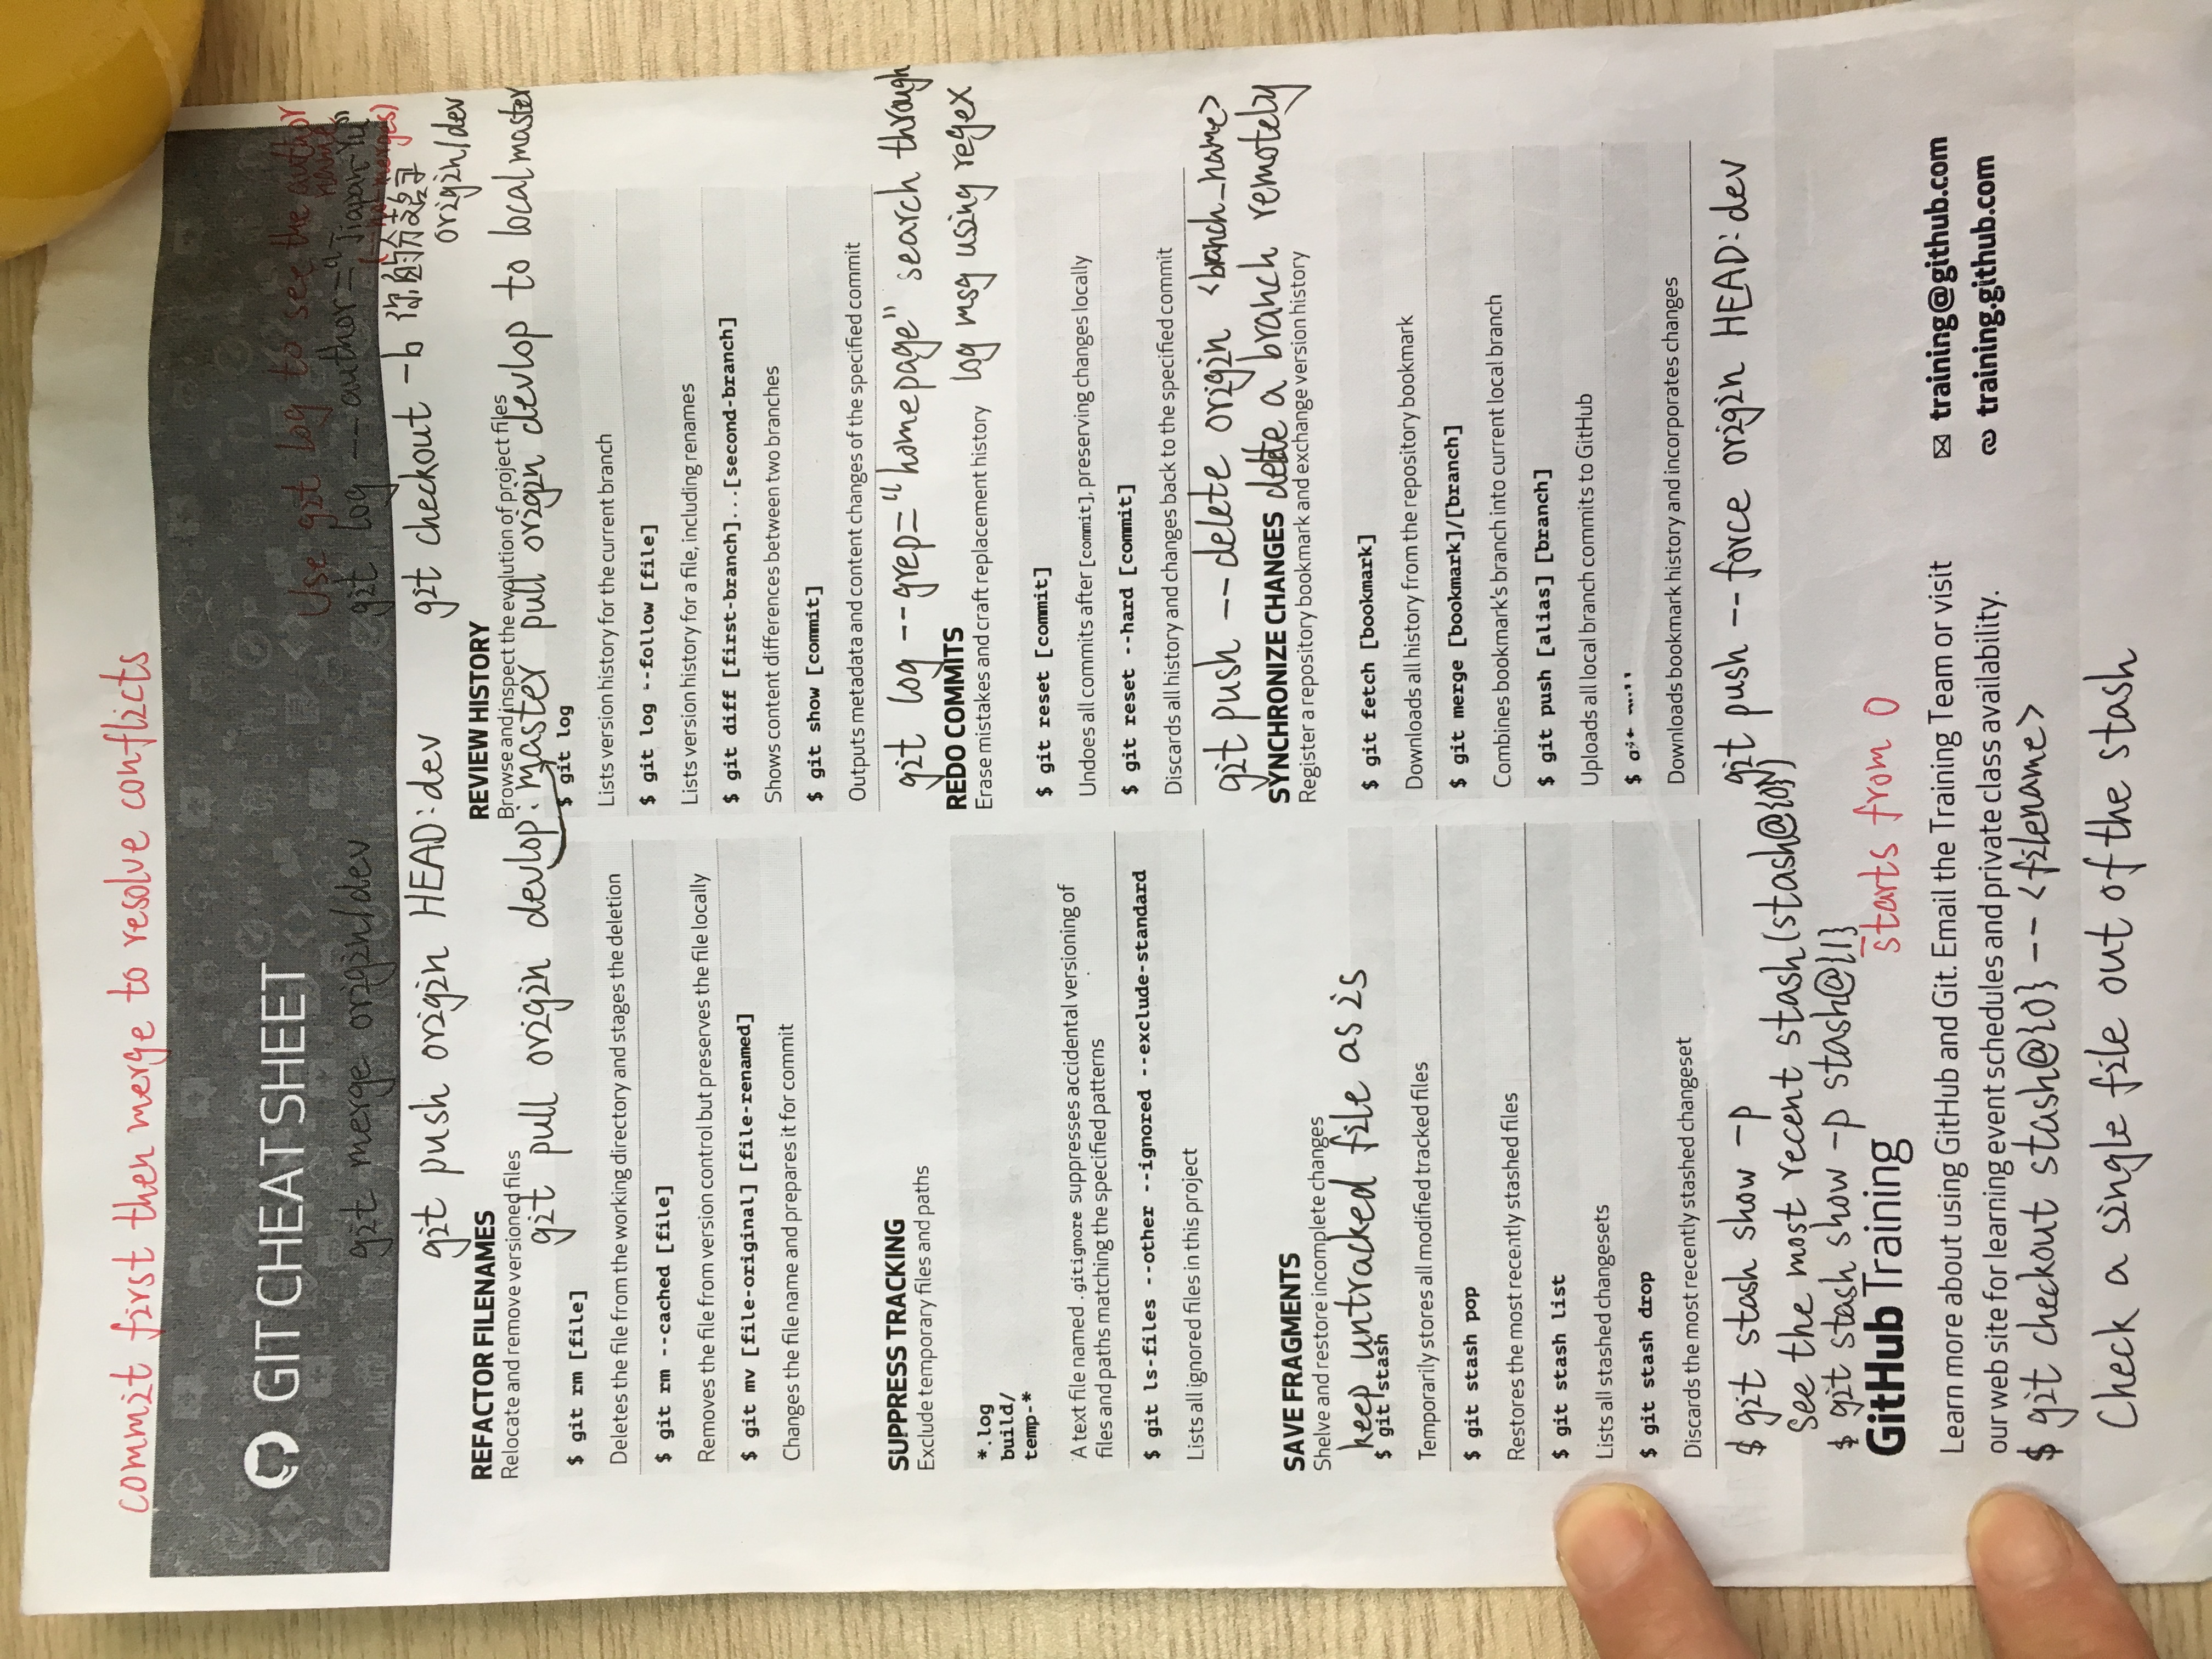 commit first then merge to resolve conflicts
GIT CHEAT SHEET
Use git log to see the author
name
git merge origin/dev
git log --author="Jiapan-Yu"
(--no-merges)
git push origin HEAD:dev
git checkout -b 你的分支名字
origin/dev
REFACTOR FILENAMES
Relocate and remove versioned files
REVIEW HISTORY
Browse and inspect the evolution of project files
git pull origin devlop:master pull origin devlop to local master
$ git rm [file]
Deletes the file from the working directory and stages the deletion
$ git rm --cached [file]
Removes the file from version control but preserves the file locally
$ git mv [file-original] [file-renamed]
Changes the file name and prepares it for commit
$ git log
Lists version history for the current branch
$ git log --follow [file]
Lists version history for a file, including renames
$ git diff [first-branch]...[second-branch]
Shows content differences between two branches
$ git show [commit]
Outputs metadata and content changes of the specified commit
git log --grep="homepage" search through
log msg using regex
SUPPRESS TRACKING
Exclude temporary files and paths
*.log
build/
temp-*
A text file named .gitignore suppresses accidental versioning of
files and paths matching the specified patterns
$ git ls-files --other --ignored --exclude-standard
Lists all ignored files in this project
REDO COMMITS
Erase mistakes and craft replacement history
$ git reset [commit]
Undoes all commits after [commit], preserving changes locally
$ git reset --hard [commit]
Discards all history and changes back to the specified commit
git push --delete origin <branch_name>
delete a branch remotely
SAVE FRAGMENTS
Shelve and restore incomplete changes
keep untracked file as is
$ git stash
Temporarily stores all modified tracked files
$ git stash pop
Restores the most recently stashed files
$ git stash list
Lists all stashed changesets
$ git stash drop
Discards the most recently stashed changeset
$ git stash show -p
see the most recent stash (stash@{0})
$ git stash show -p stash@{1}
starts from 0
SYNCHRONIZE CHANGES
Register a repository bookmark and exchange version history
$ git fetch [bookmark]
Downloads all history from the repository bookmark
$ git merge [bookmark]/[branch]
Combines bookmark's branch into current local branch
$ git push [alias] [branch]
Uploads all local branch commits to GitHub
$ git pull
Downloads bookmark history and incorporates changes
git push --force origin HEAD:dev
GitHub Training
Learn more about using GitHub and Git. Email the Training Team or visit
our web site for learning event schedules and private class availability.
training@github.com
training.github.com
$ git checkout stash@{0} -- <filename>
Check a single file out of the stash